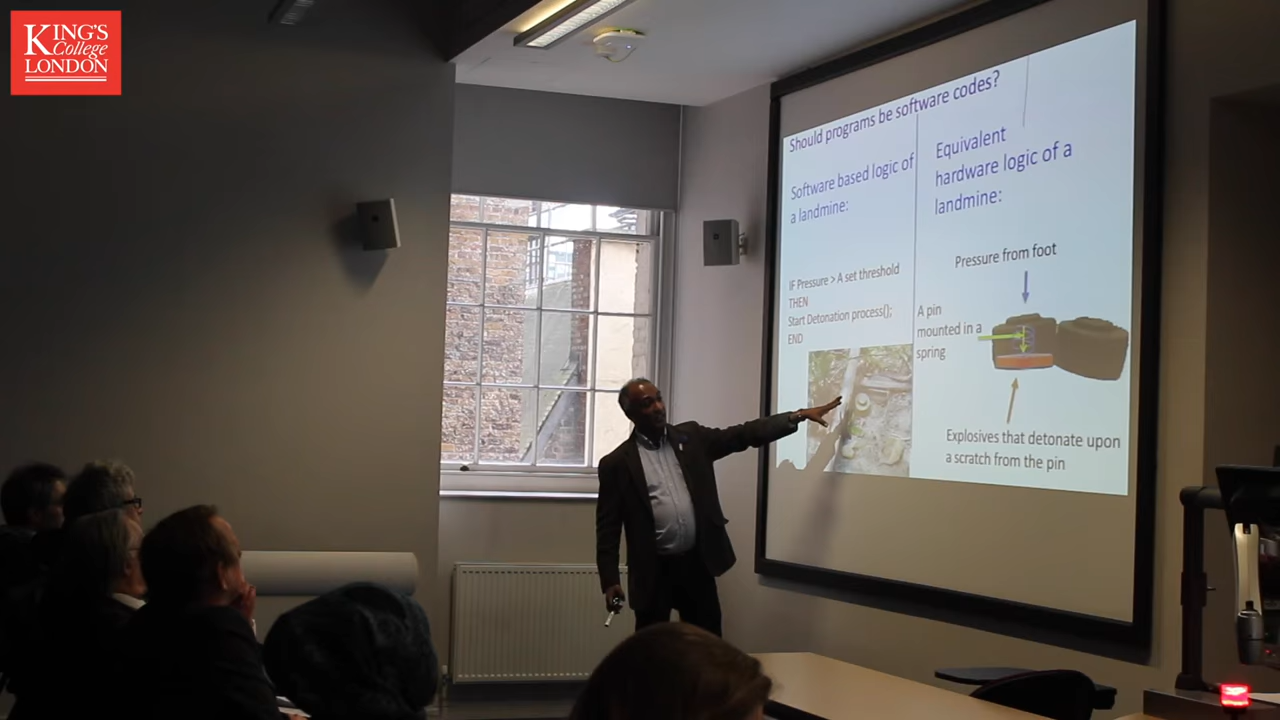 KING'S
College
LONDON
Should programs be software codes?
Software based logic of
a landmine:
IF Pressure > A set threshold
THEN
Start Detonation process();
END
Equivalent
hardware logic of a
landmine:
Pressure from foot
A pin
mounted in a
spring
Explosives that detonate upon
a scratch from the pin